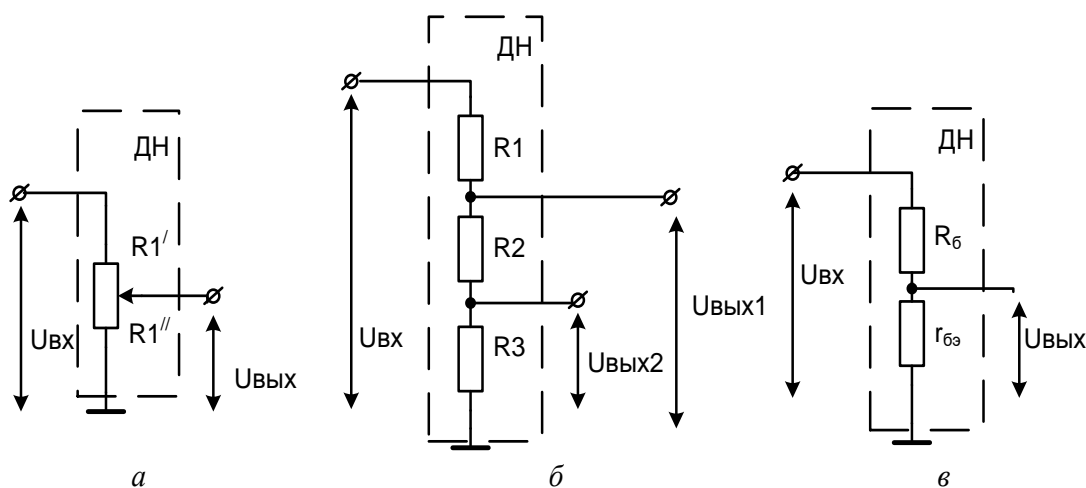 ДН
R1/
R1//
Uвх
Uвых
а
ДН
R1
R2
R3
Uвх
Uвых1
Uвых2
б
ДН
Rб
rбэ
Uвх
Uвых
в